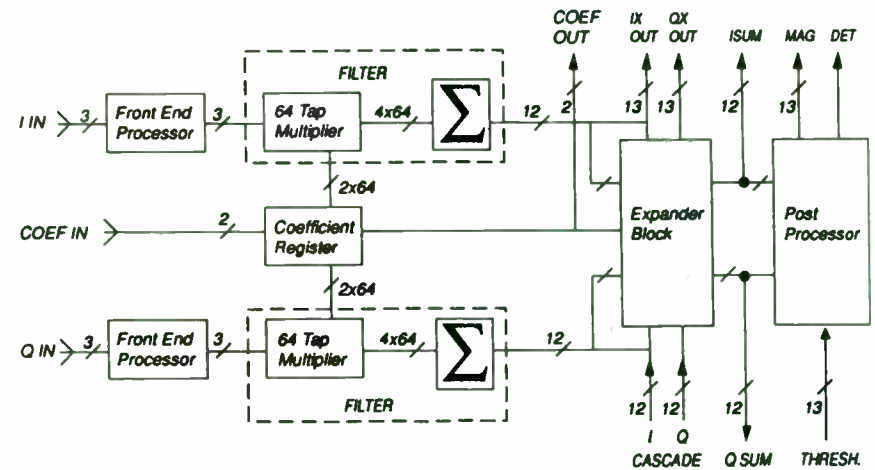 COEF OUT
IX OUT
QX OUT
ISUM
MAG
DET
FILTER
2
13
13
12
13
I IN
3
Front End Processor
3
64 Tap Multiplier
4x64
Σ
12
2x64
COEF IN
2
Coefficient Register
Expander Block
Post Processor
2x64
Q IN
3
Front End Processor
3
64 Tap Multiplier
4x64
Σ
12
FILTER
12
12
12
13
I
Q
CASCADE
Q SUM
THRESH.